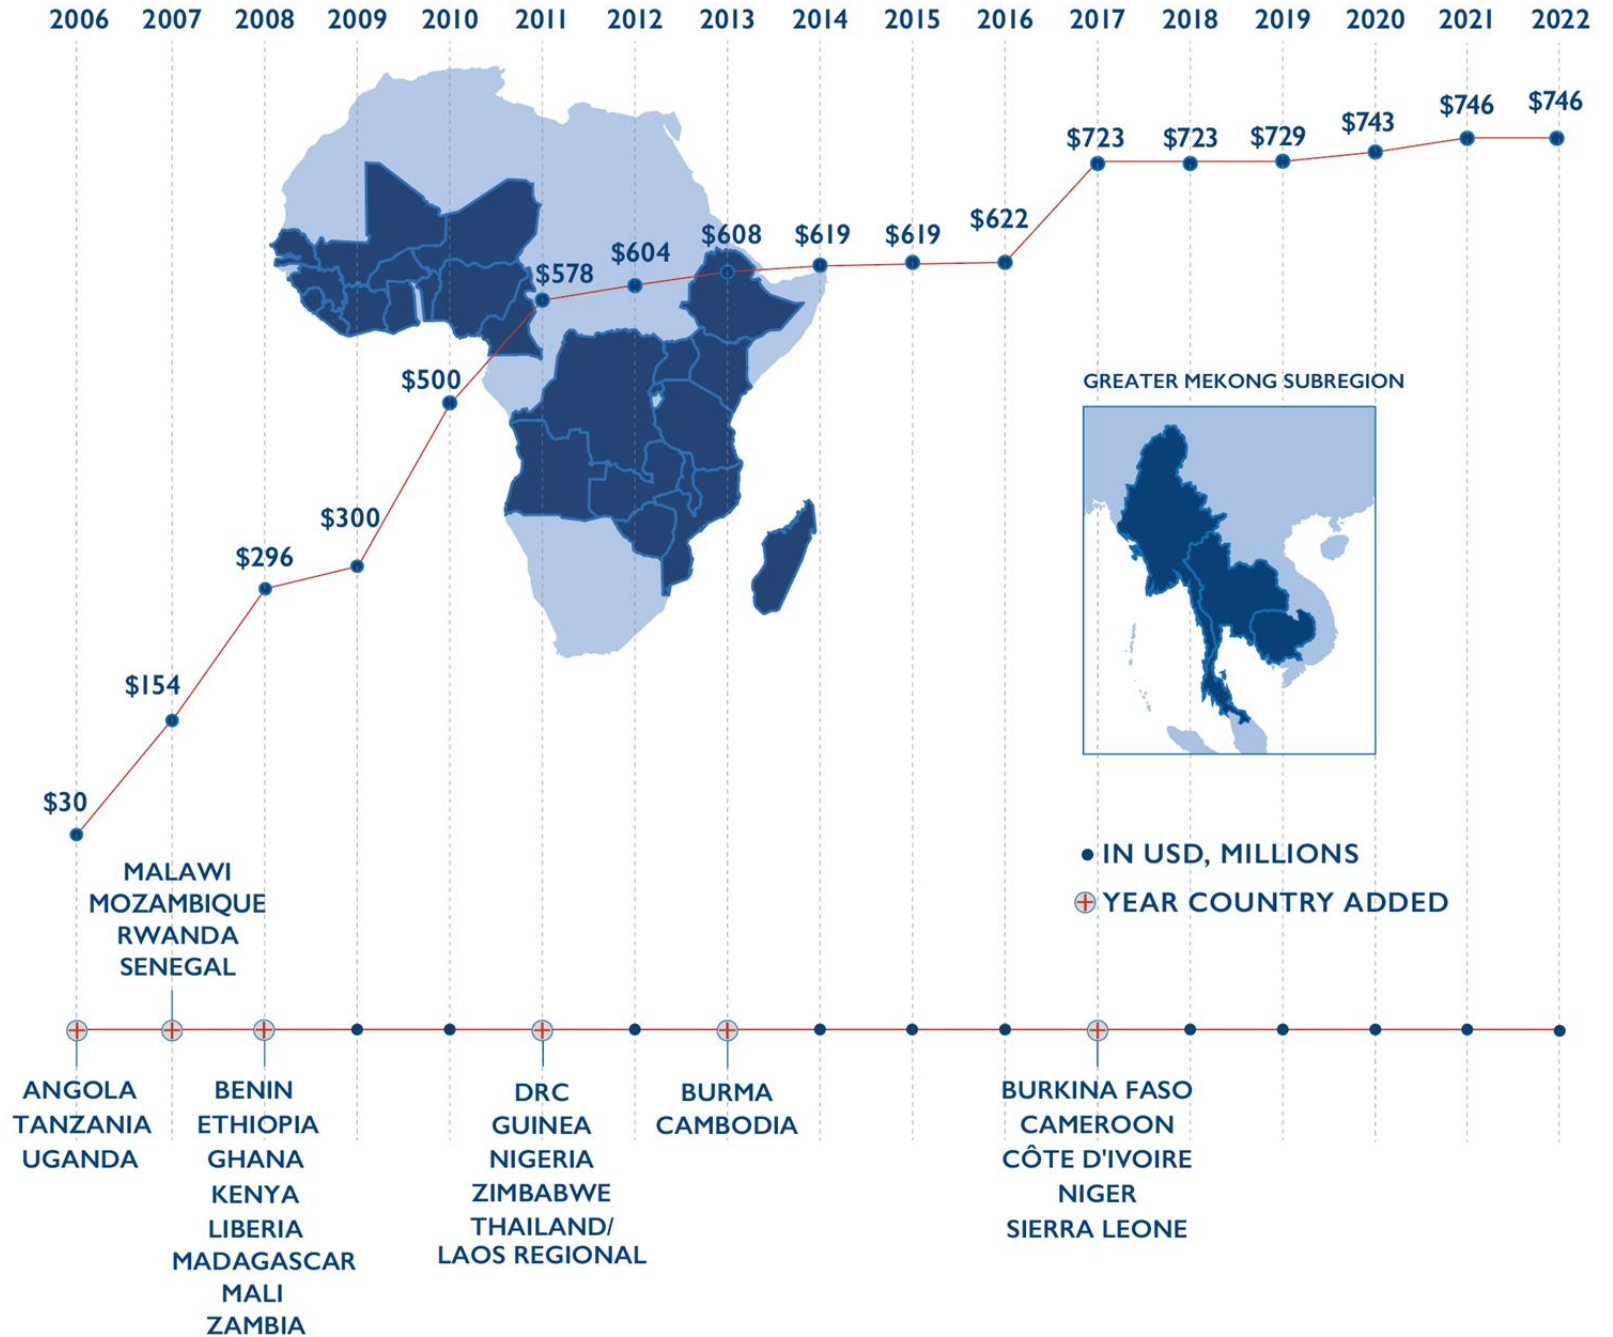 2006 2007 2008 2009 2010 2011 2012 2013 2014 2015 2016 2017 2018 2019 2020 2021 2022
$30
$154
$296
$300
$500
$578
$604
$608
$619
$619
$622
$723
$723
$729
$743
$746
$746
GREATER MEKONG SUBREGION
IN USD, MILLIONS
YEAR COUNTRY ADDED
ANGOLA
TANZANIA
UGANDA
MALAWI
MOZAMBIQUE
RWANDA
SENEGAL
BENIN
ETHIOPIA
GHANA
KENYA
LIBERIA
MADAGASCAR
MALI
ZAMBIA
DRC
GUINEA
NIGERIA
ZIMBABWE
THAILAND/
LAOS REGIONAL
BURMA
CAMBODIA
BURKINA FASO
CAMEROON
CÔTE D'IVOIRE
NIGER
SIERRA LEONE